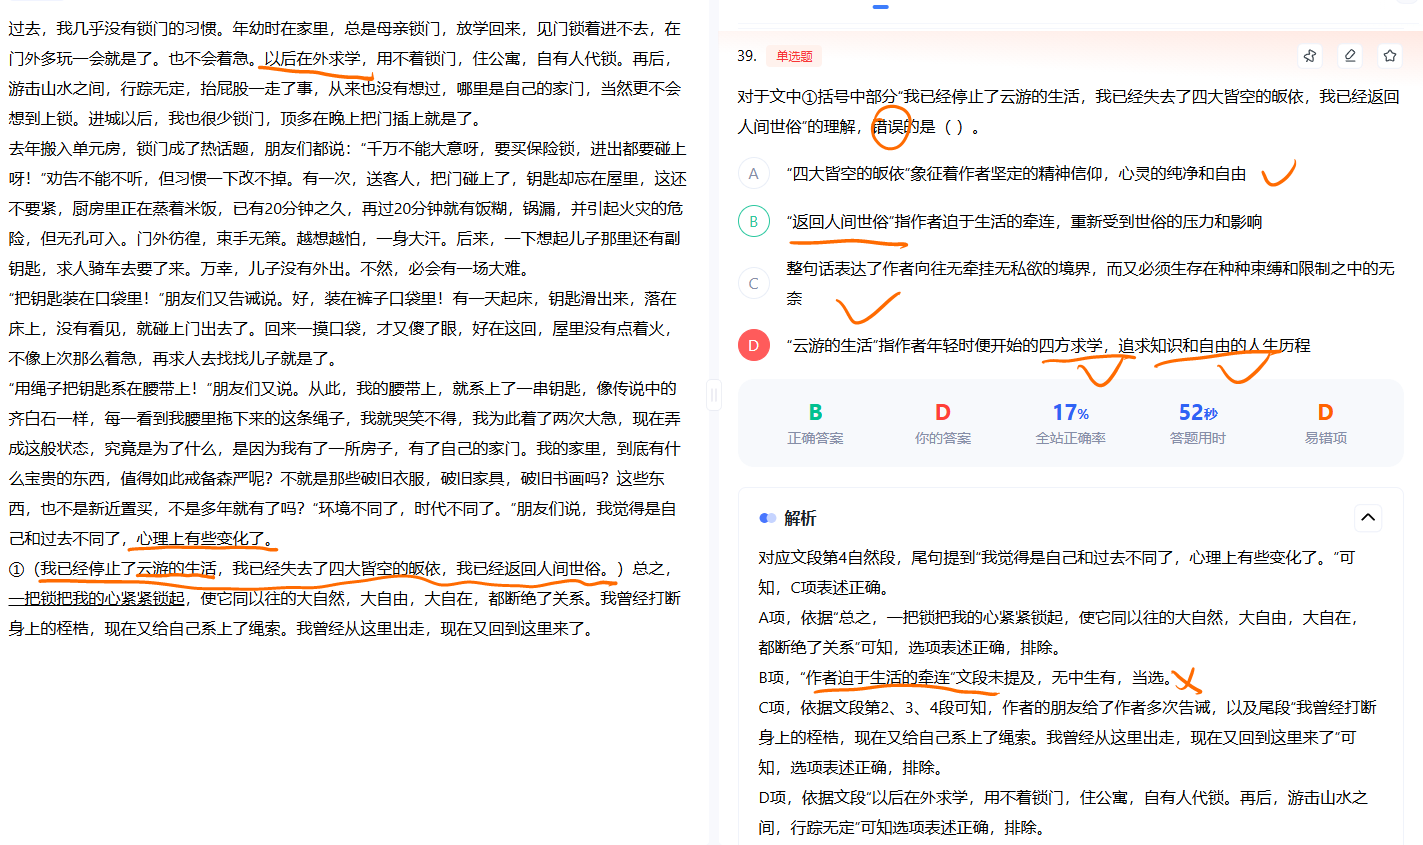 过去，我几乎没有锁门的习惯。年幼时在家里，总是母亲锁门，放学回来，见门锁着进不去，在
门外多玩一会就是了。也不会着急。以后在外求学，用不着锁门，住公寓，自有人代锁。再后，
游击山水之间，行踪无定，抬屁股一走了事，从来也没有想过，哪里是自己的家门，当然更不会
想到上锁。进城以后，我也很少锁门，顶多在晚上把门插上就是了。
去年搬入单元房，锁门成了热话题，朋友们都说：“千万不能大意呀，要买保险锁，进出都要碰上
呀！”劝告不能不听，但习惯一下改不掉。有一次，送客人，把门碰上了，钥匙却忘在屋里，这还
不要紧，厨房里正在蒸着米饭，已有20分钟之久，再过20分钟就有饭糊，锅漏，并引起火灾的危
险，但无孔可入。门外彷徨，束手无策。越想越怕，一身大汗。后来，一下想起儿子那里还有副
钥匙，求人骑车去要了来。万幸，儿子没有外出。不然，必会有一场大难。
“把钥匙装在口袋里！”朋友们又告诫说。好，装在裤子口袋里！有一天起床，钥匙滑出来，落在
床上，没有看见，就碰上门出去了。回来一摸口袋，才又傻了眼，好在这回，屋里没有点着火，
不像上次那么着急，再求人去找找儿子就是了。
“用绳子把钥匙系在腰带上！”朋友们又说。从此，我的腰带上，就系上了一串钥匙，像传说中的
齐白石一样，每一看到我腰里拖下来的这条绳子，我就哭笑不得，我为此着了两次大急，现在弄
成这般状态，究竟是为了什么，是因为我有了一所房子，有了自己的家门。我的家里，到底有什
么宝贵的东西，值得如此戒备森严呢？不就是那些破旧衣服，破旧家具，破旧书画吗？这些东
西，也不是新近置买，不是多年就有了吗？“环境不同了，时代不同了。”朋友们说，我觉得是自
己和过去不同了，心理上有些变化了。
①（我已经停止了云游的生活，我已经失去了四大皆空的皈依，我已经返回人间世俗。）总之，
一把锁把我的心紧紧锁起，使它同以往的大自然，大自由，大自在，都断绝了关系。我曾经打断
身上的桎梏，现在又给自己系上了绳索。我曾经从这里出走，现在又回到这里来了。
39. 单选题
对于文中①括号中部分“我已经停止了云游的生活，我已经失去了四大皆空的皈依，我已经返回
人间世俗”的理解，错误的是（ ）。
A “四大皆空的皈依”象征着作者坚定的精神信仰，心灵的纯净和自由
B “返回人间世俗”指作者迫于生活的牵连，重新受到世俗的压力和影响
C 整句话表达了作者向往无牵挂无私欲的境界，而又必须生存在种种束缚和限制之中的无
奈
D “云游的生活”指作者年轻时便开始的四方求学，追求知识和自由的人生历程
B D 17% 52秒 D
正确答案 你的答案 全站正确率 答题用时 易错项
解析
对应文段第4自然段，尾句提到“我觉得是自己和过去不同了，心理上有些变化了。”可
知，C项表述正确。
A项，依据“总之，一把锁把我的心紧紧锁起，使它同以往的大自然，大自由，大自在，
都断绝了关系”可知，选项表述正确，排除。
B项，“作者迫于生活的牵连”文段未提及，无中生有，当选。
C项，依据文段第2、3、4段可知，作者的朋友给了作者多次告诫，以及尾段“我曾经打断
身上的桎梏，现在又给自己系上了绳索。我曾经从这里出走，现在又回到这里来了”可
知，选项表述正确，排除。
D项，依据文段“以后在外求学，用不着锁门，住公寓，自有人代锁。再后，游击山水之
间，行踪无定”可知选项表述正确，排除。